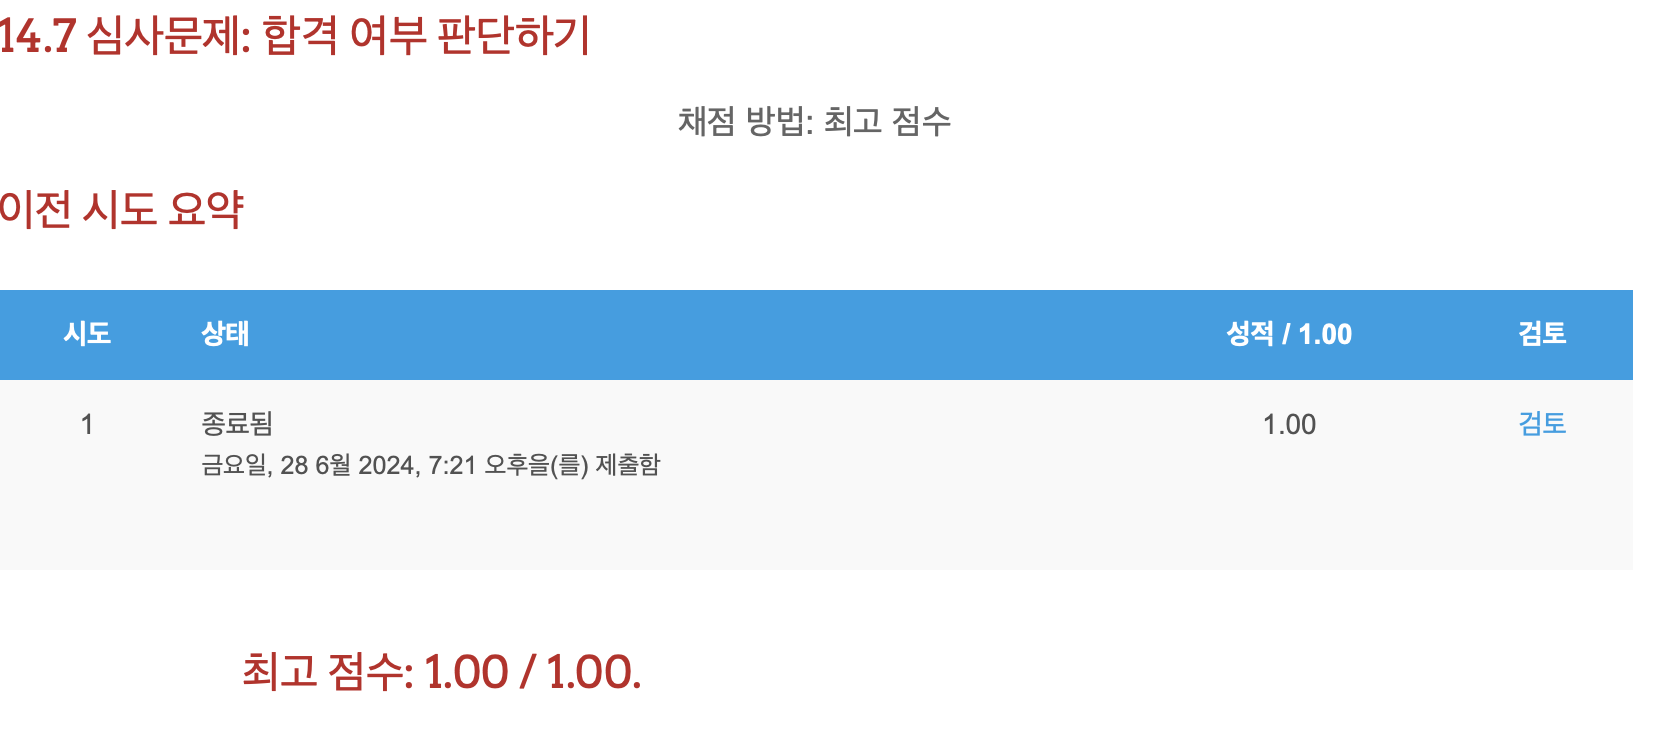 14.7 심사문제: 합격 여부 판단하기
채점 방법: 최고 점수
이전 시도 요약
시도 상태 성적 / 1.00 검토
1 종료됨 1.00 검토
금요일, 28 6월 2024, 7:21 오후을(를) 제출함
최고 점수: 1.00 / 1.00.